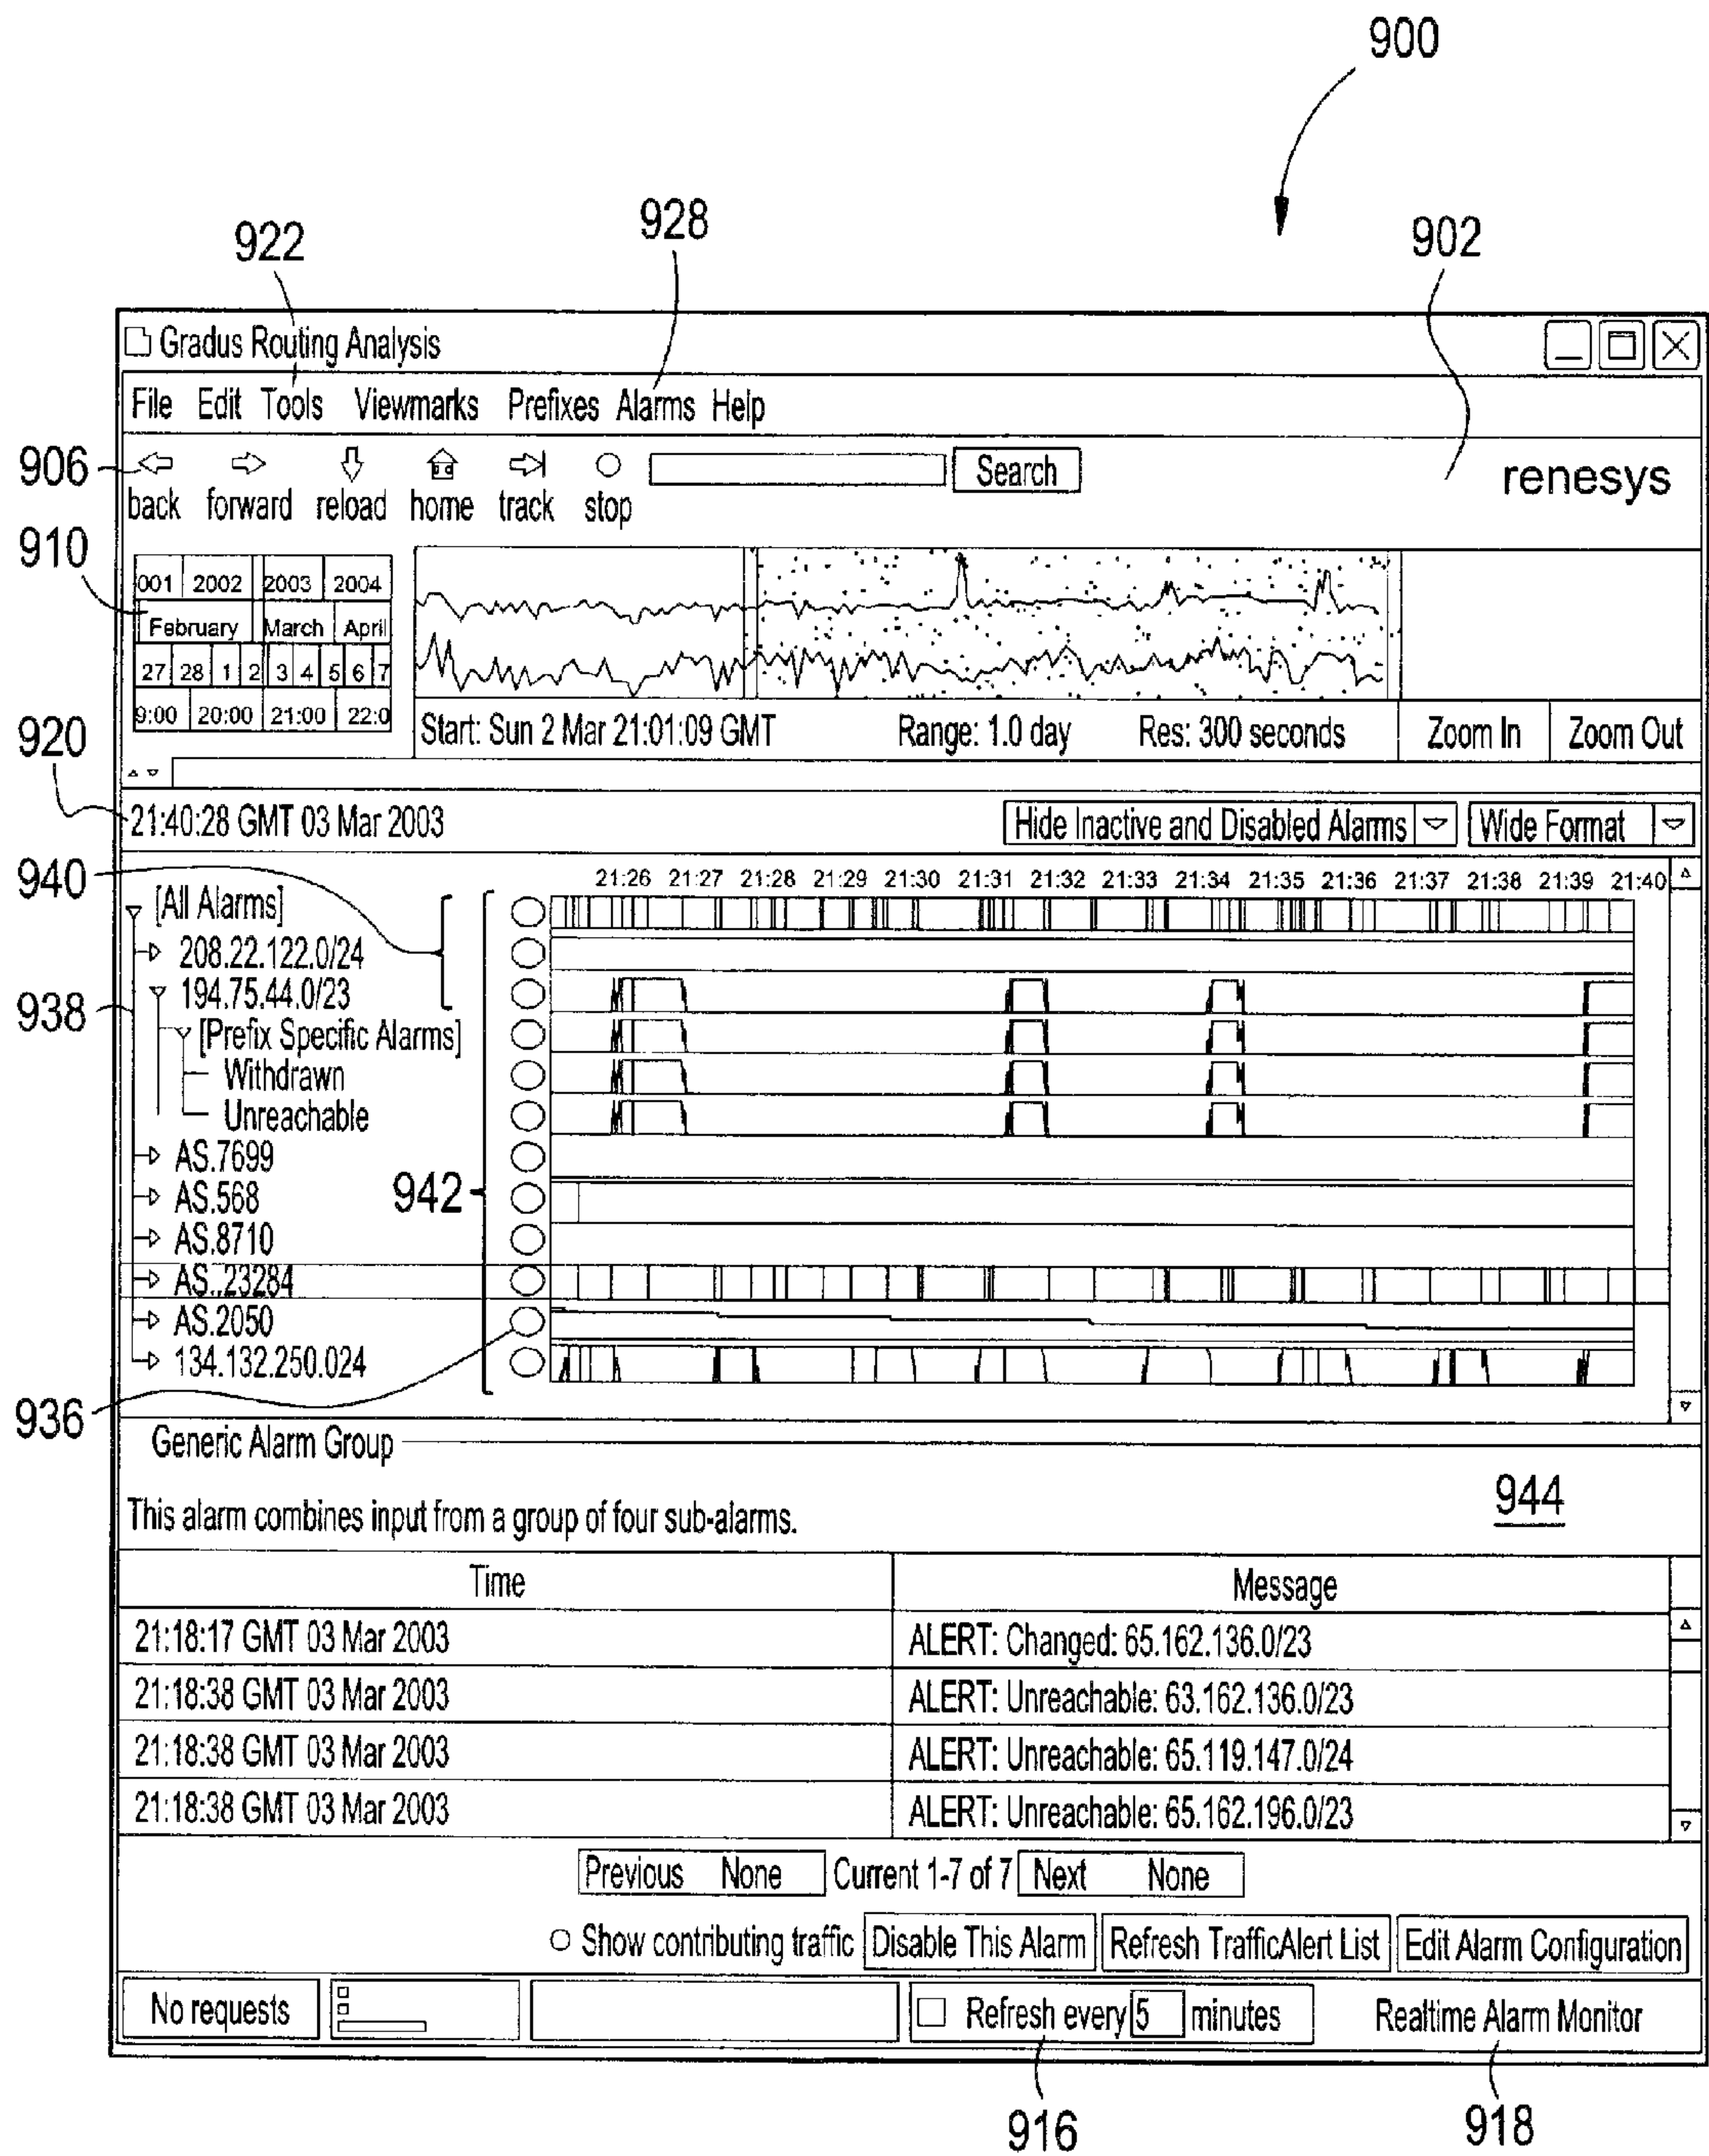 900
922
928
902
Gradus Routing Analysis
File Edit Tools Viewmarks Prefixes Alarms Help
906
back forward reload home track stop
Search
renesys
910
001 2002 2003 2004
February March April
27 28 1 2 3 4 5 6 7
9:00 20:00 21:00 22:0
Start: Sun 2 Mar 21:01:09 GMT Range: 1.0 day Res: 300 seconds Zoom In Zoom Out
920
21:40:28 GMT 03 Mar 2003 Hide Inactive and Disabled Alarms Wide Format
940
21:26 21:27 21:28 21:29 21:30 21:31 21:32 21:33 21:34 21:35 21:36 21:37 21:38 21:39 21:40
[All Alarms]
208.22.122.0/24
194.75.44.0/23
938
[Prefix Specific Alarms]
Withdrawn
Unreachable
AS.7699
AS.568
942
AS.8710
AS..23284
AS.2050
134.132.250.024
936
Generic Alarm Group
944
This alarm combines input from a group of four sub-alarms.
Time Message
21:18:17 GMT 03 Mar 2003 ALERT: Changed: 65.162.136.0/23
21:18:38 GMT 03 Mar 2003 ALERT: Unreachable: 63.162.136.0/23
21:18:38 GMT 03 Mar 2003 ALERT: Unreachable: 65.119.147.0/24
21:18:38 GMT 03 Mar 2003 ALERT: Unreachable: 65.162.196.0/23
Previous None Current 1-7 of 7 Next None
Show contributing traffic Disable This Alarm Refresh TrafficAlert List Edit Alarm Configuration
No requests Refresh every 5 minutes Realtime Alarm Monitor
916
918